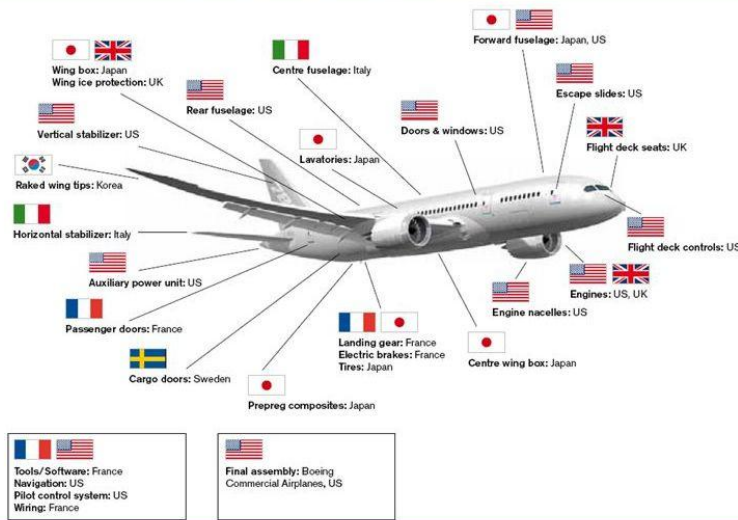 Forward fuselage: Japan, US
Wing box: Japan
Wing ice protection: UK
Centre fuselage: Italy
Escape slides: US
Rear fuselage: US
Vertical stabilizer: US
Doors & windows: US
Lavatories: Japan
Flight deck seats: UK
Raked wing tips: Korea
Horizontal stabilizer: Italy
Flight deck controls: US
Auxiliary power unit: US
Engines: US, UK
Engine nacelles: US
Passenger doors: France
Landing gear: France
Electric brakes: France
Tires: Japan
Centre wing box: Japan
Cargo doors: Sweden
Prepreg composites: Japan
Tools/Software: France
Navigation: US
Pilot control system: US
Wiring: France
Final assembly: Boeing
Commercial Airplanes, US